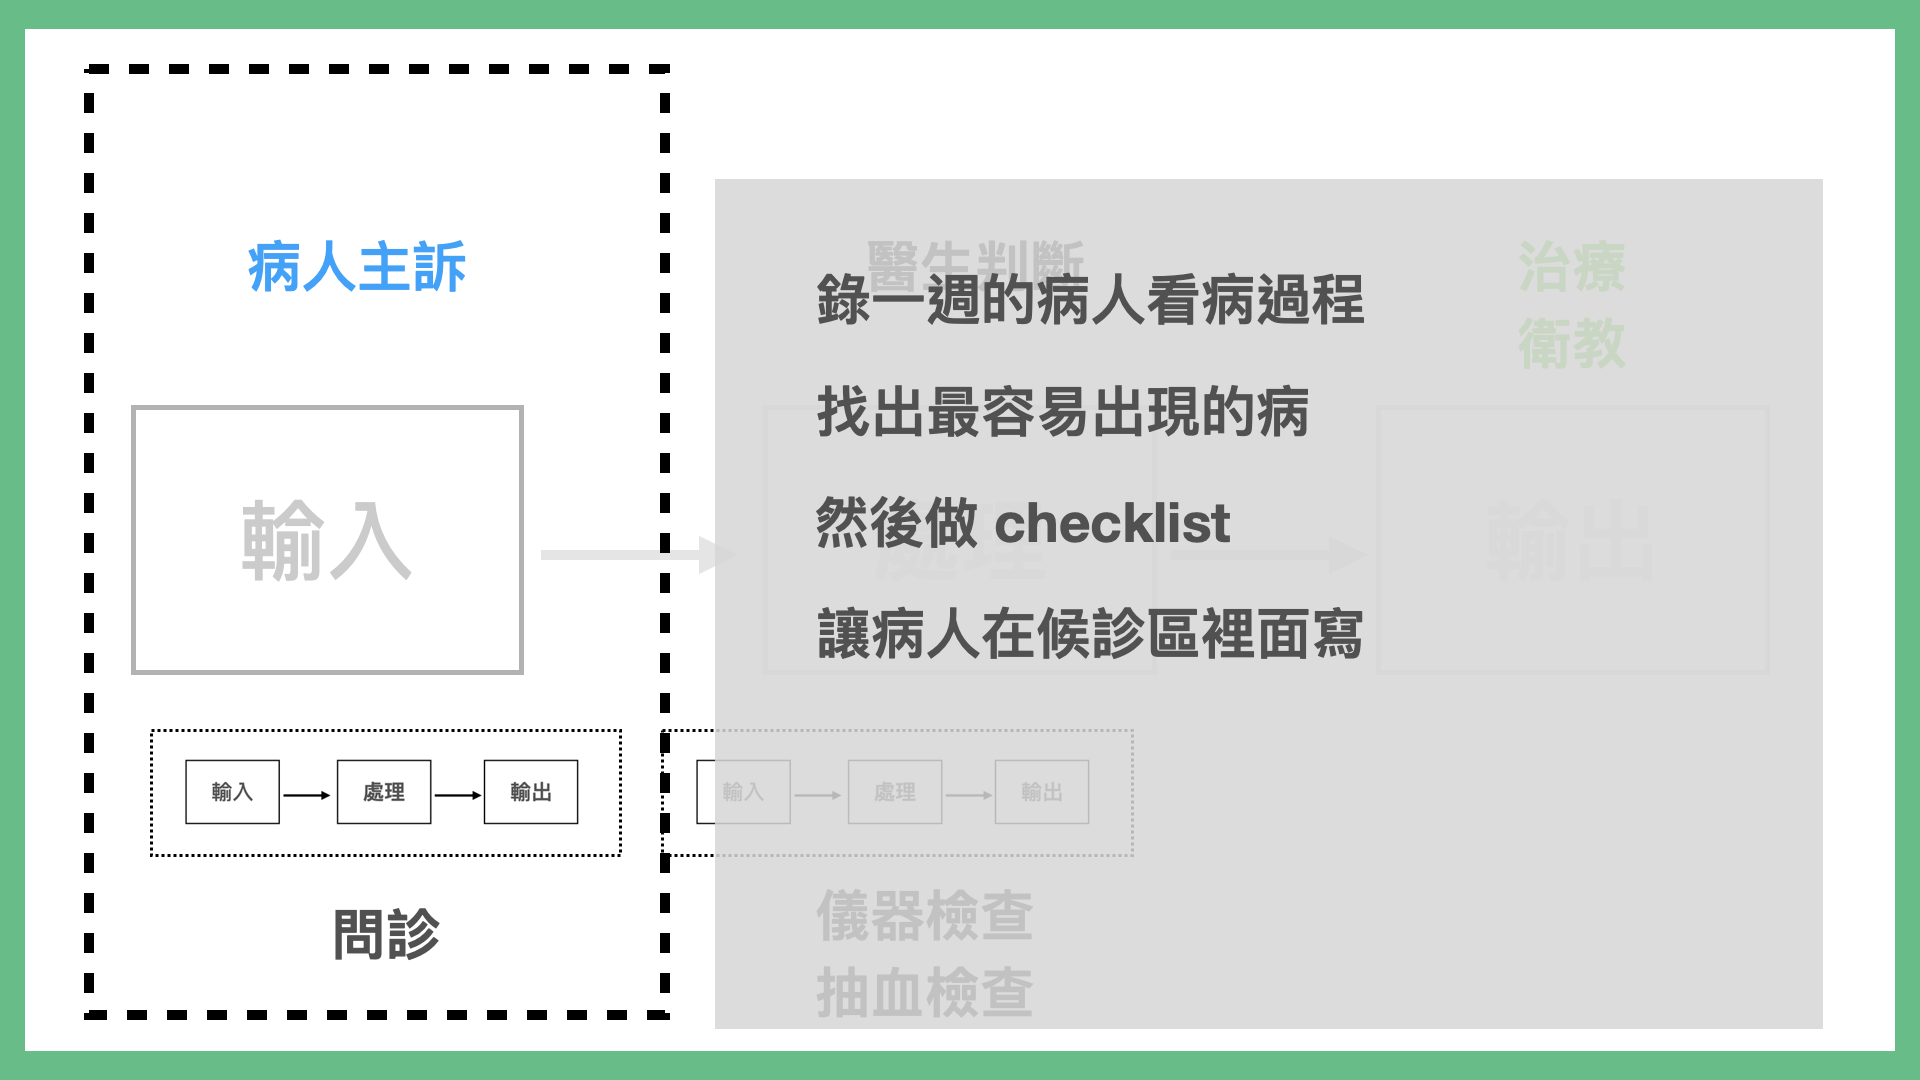 病人主訴
輸入
輸入
處理
輸出
問診
醫生判斷
錄一週的病人看病過程
找出最容易出現的病
然後做 checklist
讓病人在候診區裡面寫
處理
治療
衛教
輸出
輸入
處理
輸出
儀器檢查
抽血檢查